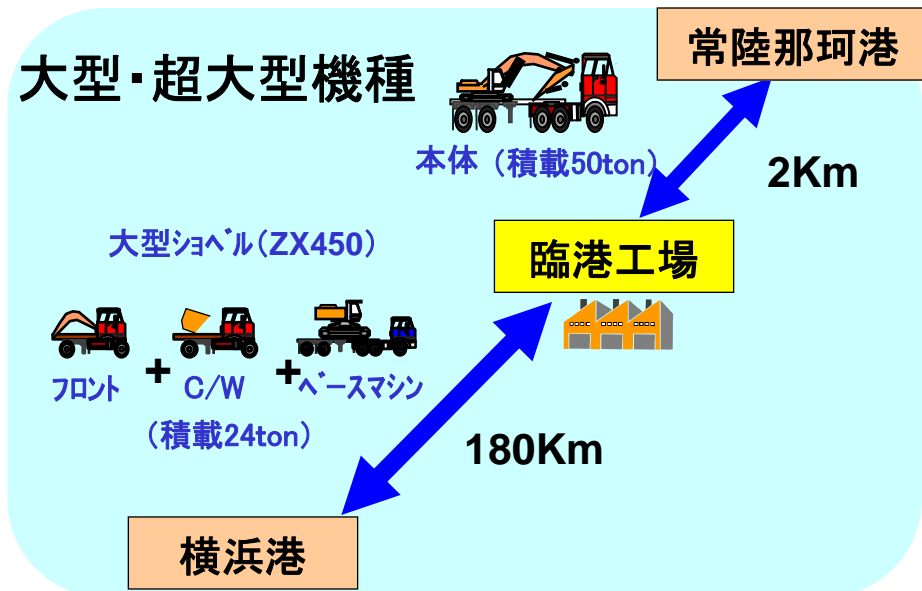 常陸那珂港
大型・超大型機種
本体（積載50ton）
2Km
大型ｼｮﾍﾞﾙ（ZX450）
臨港工場
ﾌﾛﾝﾄ + C/W + ﾍﾞｰｽﾏｼﾝ
（積載24ton）
180Km
横浜港